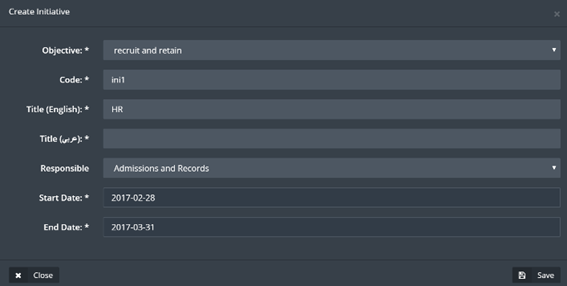 Create Initiative
Objective: * recruit and retain
Code: * ini1
Title (English): * HR
Title (عربي): *
Responsible Admissions and Records
Start Date: * 2017-02-28
End Date: * 2017-03-31
Close Save